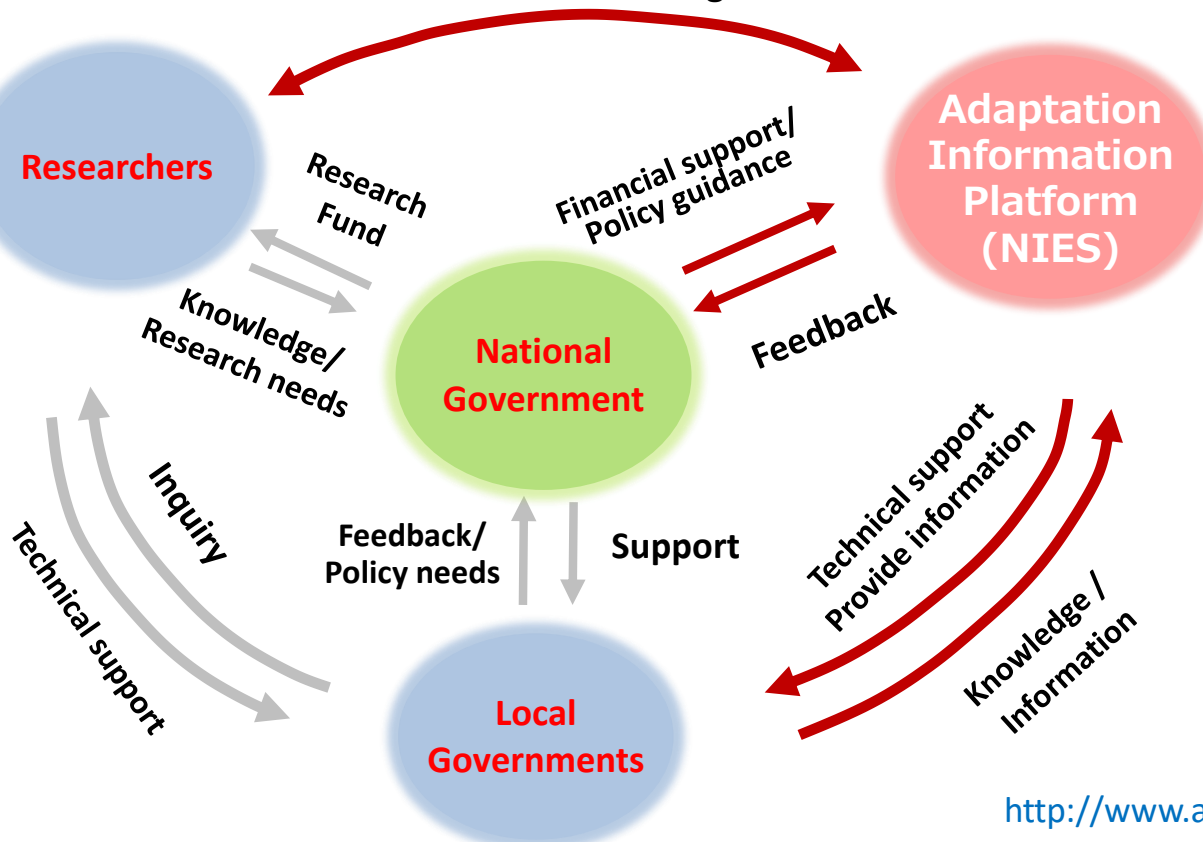 Adaptation
Information
Platform
(NIES)
Researchers
Research
Fund
Financial support/
Policy guidance
Knowledge/
Research needs
National
Government
Feedback
Inquiry
Technical support
Feedback/
Policy needs
Support
Technical support
Provide information
Knowledge /
Information
Local
Governments
http://www.a